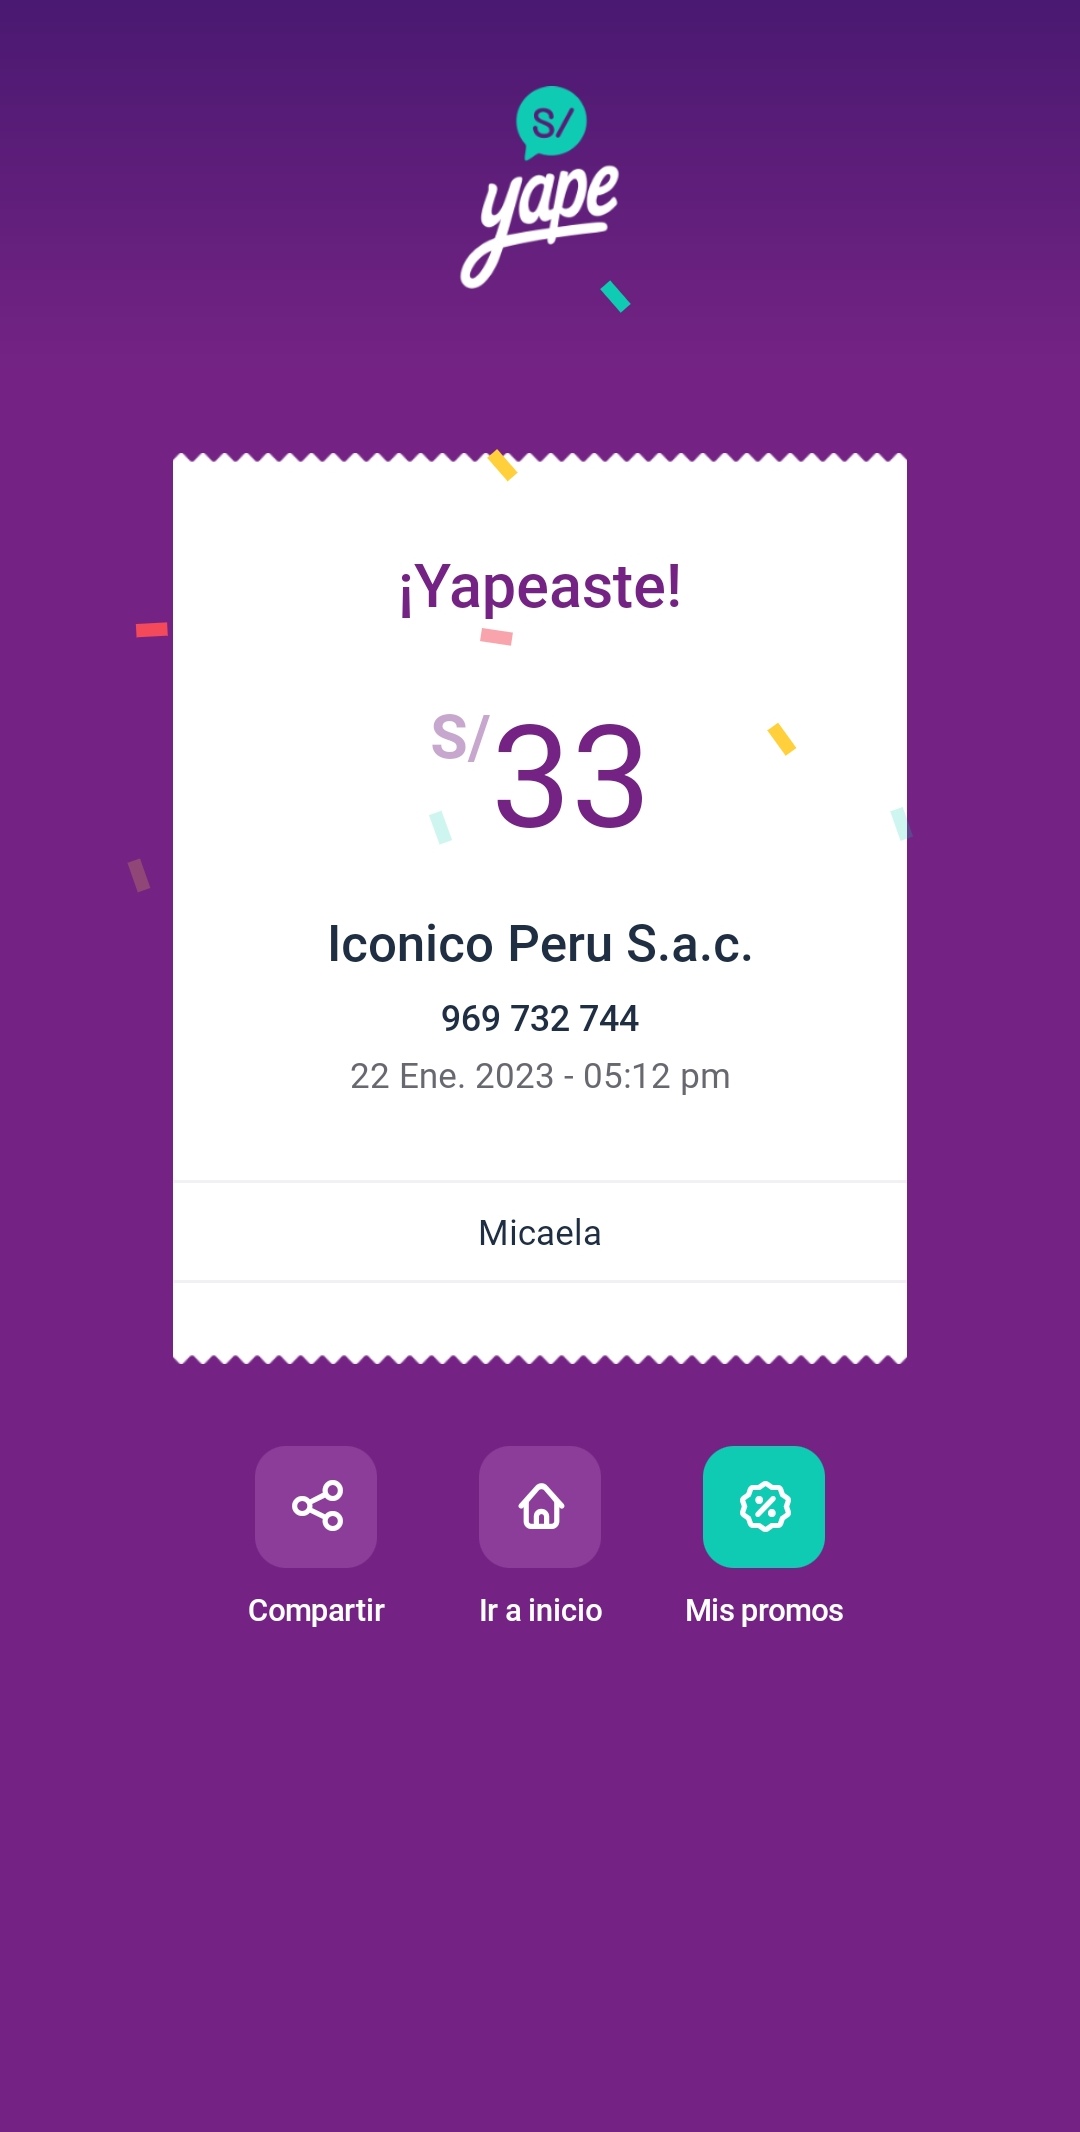 S/
yape
¡Yapeaste!
S/33
Iconico Peru S.a.c.
969 732 744
22 Ene. 2023 - 05:12 pm
Micaela
Compartir Ir a inicio Mis promos